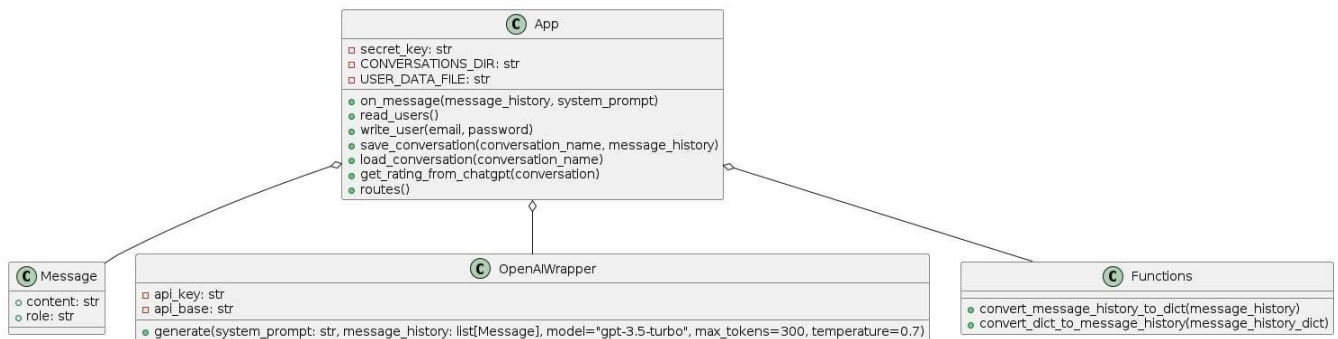 C App
secret_key: str
CONVERSATIONS_DIR: str
USER_DATA_FILE: str
on_message(message_history, system_prompt)
read_users()
write_user(email, password)
save_conversation(conversation_name, message_history)
load_conversation(conversation_name)
get_rating_from_chatgpt(conversation)
routes()
C Message
content: str
role: str
C OpenAIWrapper
api_key: str
api_base: str
generate(system_prompt: str, message_history: list[Message], model="gpt-3.5-turbo", max_tokens=300, temperature=0.7)
C Functions
convert_message_history_to_dict(message_history)
convert_dict_to_message_history(message_history_dict)